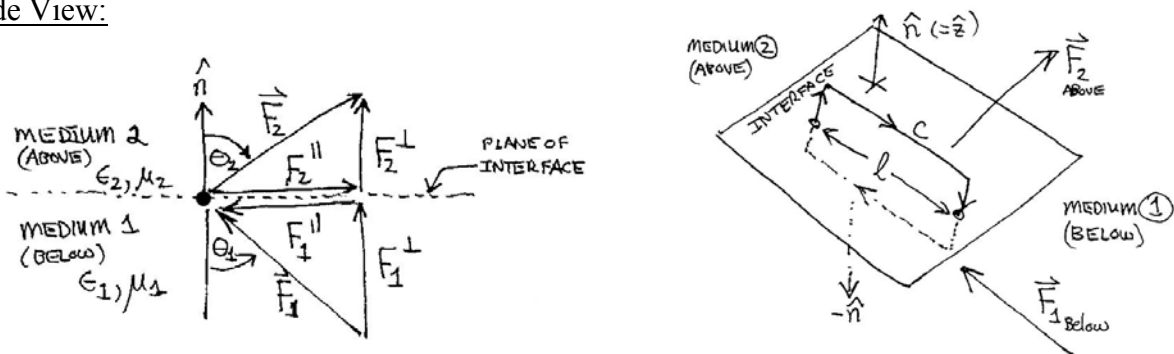 de View:
n̂
MEDIUM 2
(ABOVE)
ϵ₂, μ₂
θ₂
F⃗₂
F₂^∥
F₂^⊥
PLANE OF
INTERFACE
MEDIUM 1
(BELOW)
ϵ₁, μ₁
θ₁
F₁^∥
F⃗₁
F₁^⊥
MEDIUM ②
(ABOVE)
n̂ (=ẑ)
F⃗₂
ABOVE
INTERFACE
C
ℓ
MEDIUM ①
(BELOW)
-n̂
F⃗₁ Below